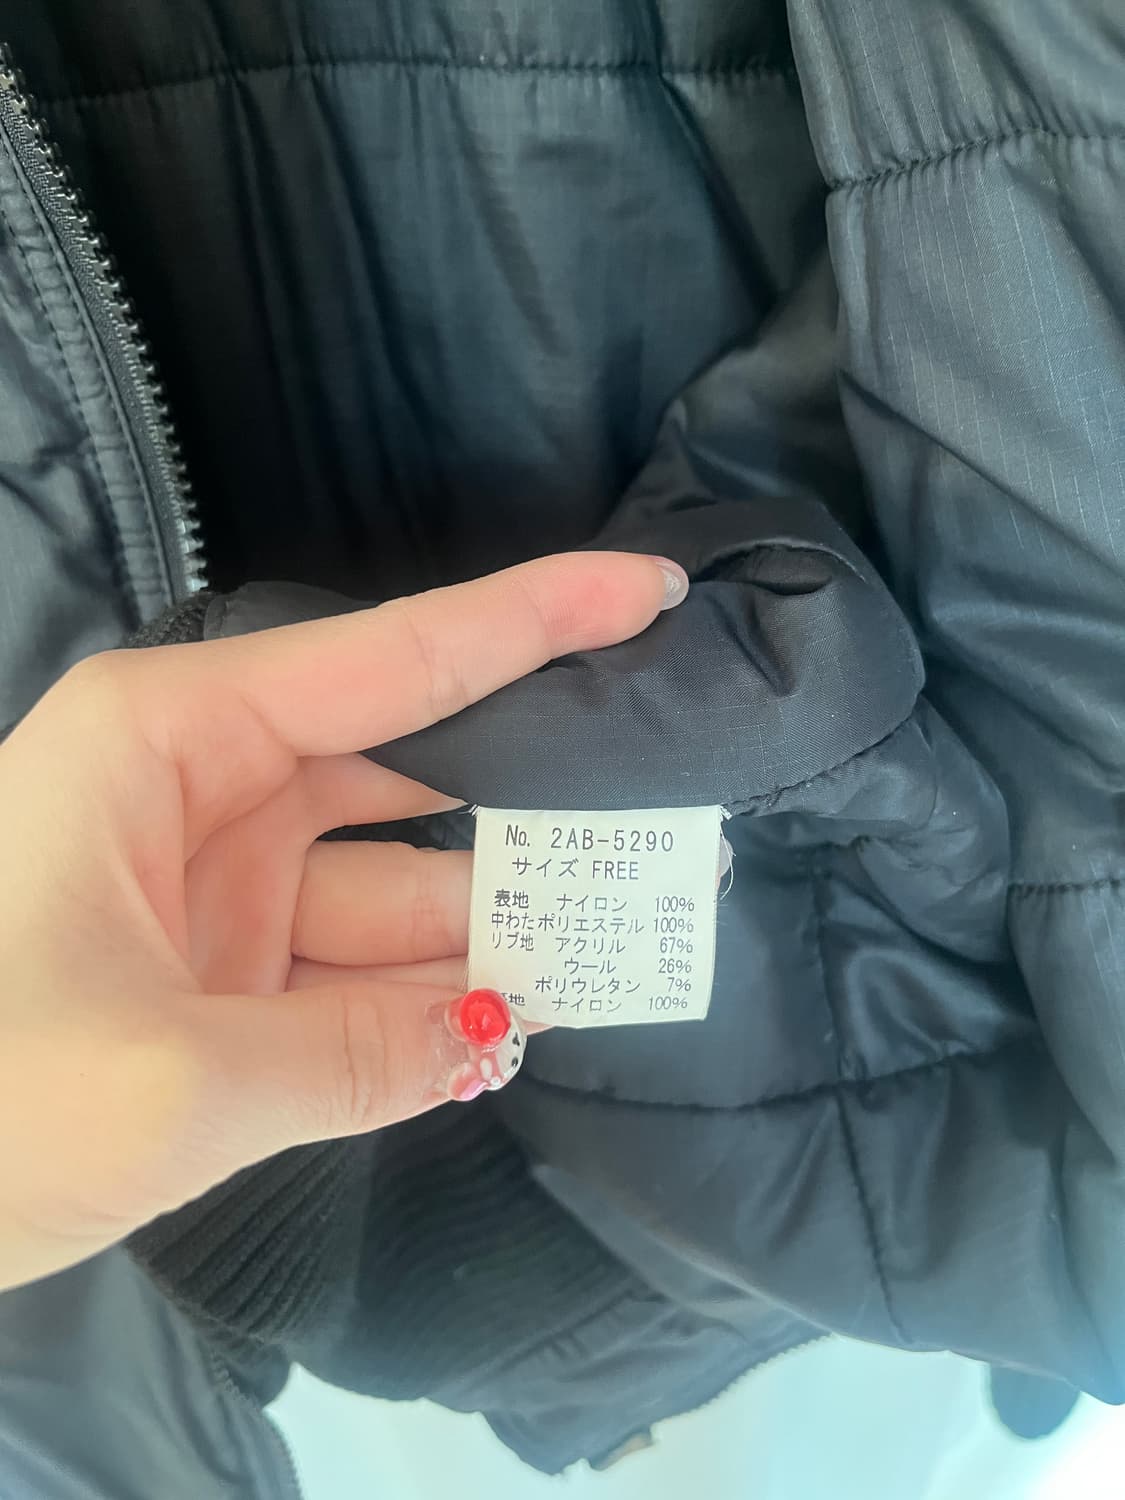 No. 2AB-5290
サイズ FREE
表地 ナイロン 100%
中わた ポリエステル 100%
リブ地 アクリル 67%
ウール 26%
ポリウレタン 7%
地 ナイロン 100%